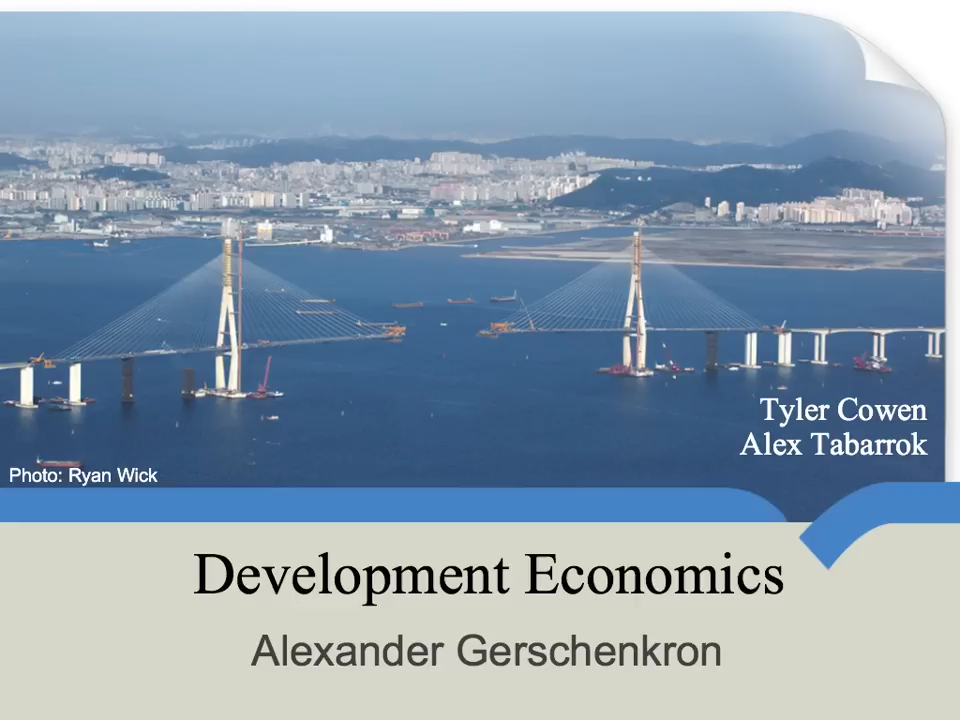 Tyler Cowen
Alex Tabarrok
Photo: Ryan Wick
Development Economics
Alexander Gerschenkron